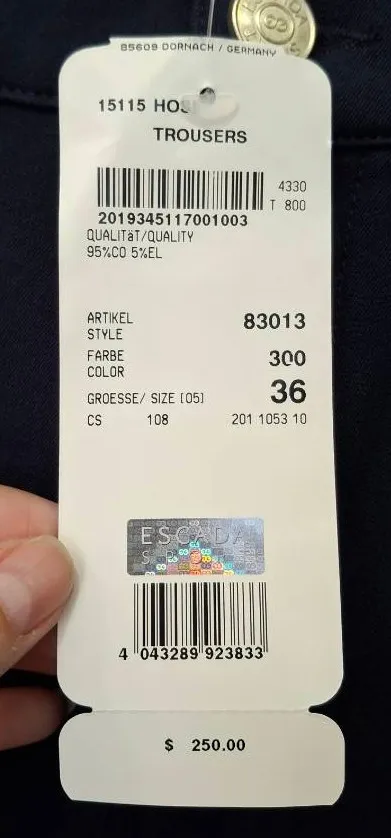 85609 DORNACH / GERMANY
15115
TROUSERS
4330
T 800
2019345117001003
QUALITäT/QUALITY
95%CO 5%EL
ARTIKEL 83013
STYLE
FARBE 300
COLOR
GROESSE/ SIZE [05] 36
CS 108 201 1053 10
ESCADA
4 043289 923833
$ 250.00